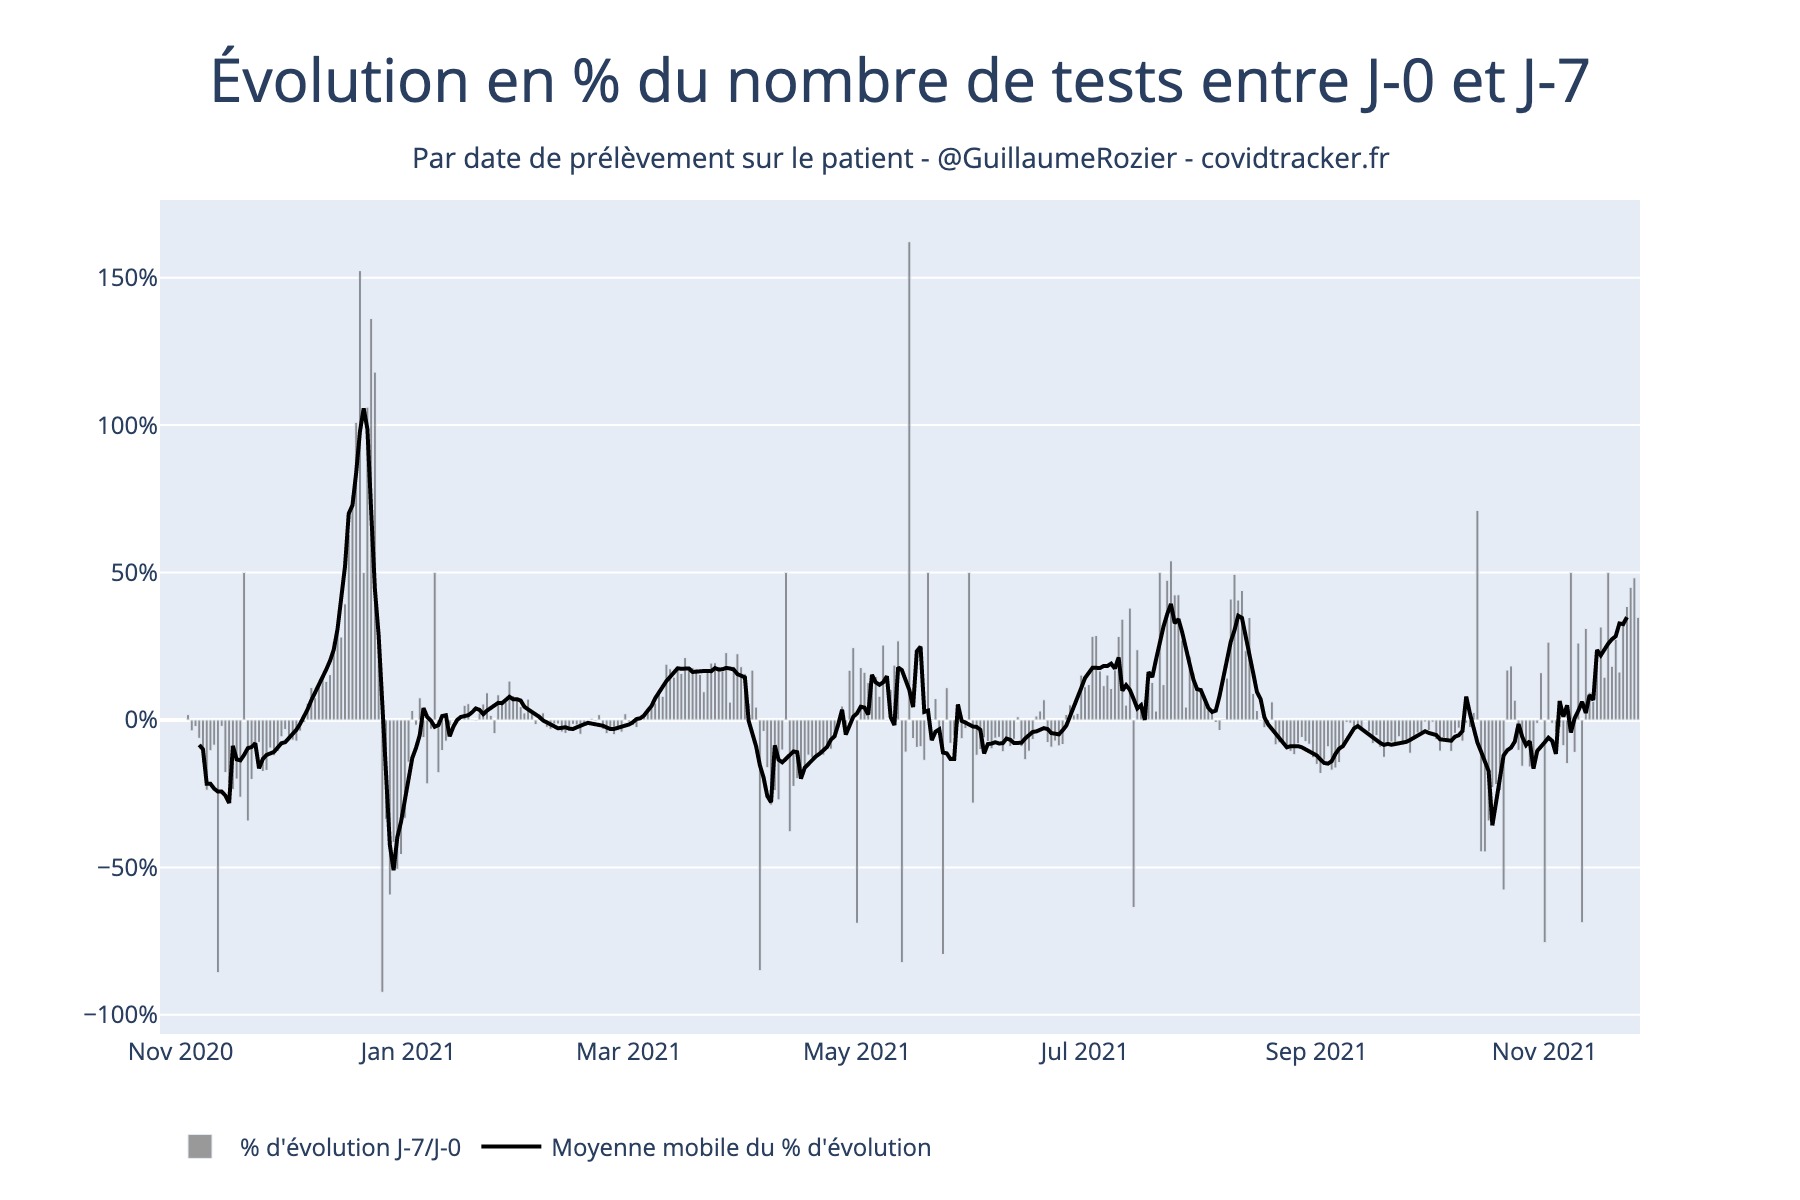 Évolution en % du nombre de tests entre J-0 et J-7
Par date de prélèvement sur le patient - @GuillaumeRozier - covidtracker.fr
150%
100%
50%
0%
−50%
−100%
Nov 2020 Jan 2021 Mar 2021 May 2021 Jul 2021 Sep 2021 Nov 2021
% d'évolution J-7/J-0 Moyenne mobile du % d'évolution